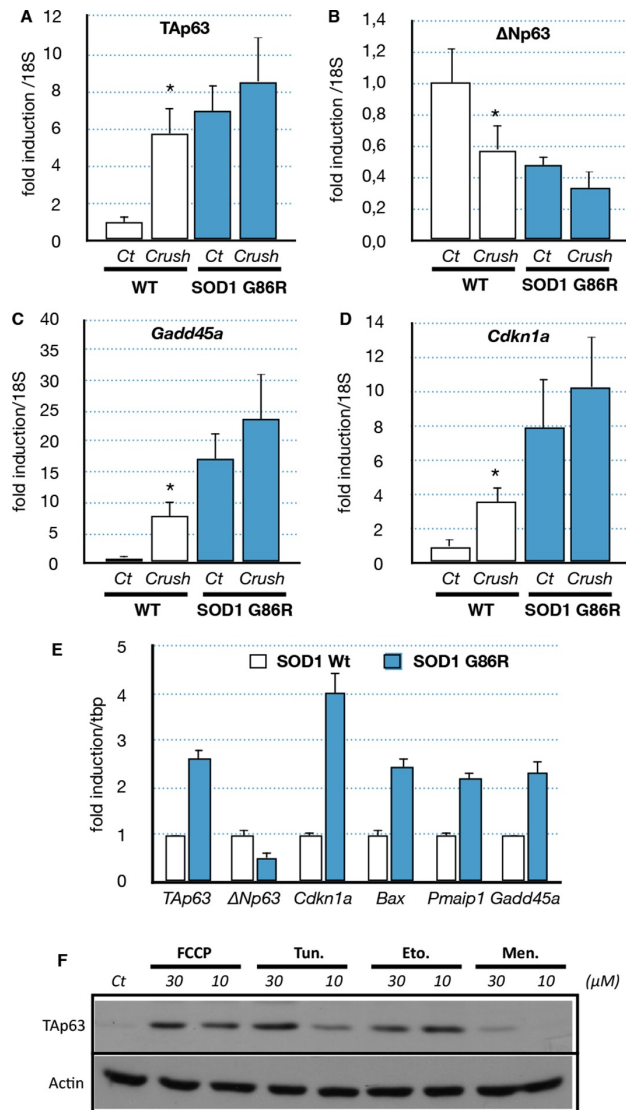 A
TAp63
fold induction /18S
12
10
8
6
4
2
0
*
Ct Crush Ct Crush
WT SOD1 G86R
B
ΔNp63
fold induction /18S
1,4
1,2
1,0
0,8
0,6
0,4
0,2
0,0
*
Ct Crush Ct Crush
WT SOD1 G86R
C
Gadd45a
fold induction/18S
40
35
30
25
20
15
10
5
0
*
Ct Crush Ct Crush
WT SOD1 G86R
D
Cdkn1a
fold induction/18S
14
12
10
8
6
4
2
0
*
Ct Crush Ct Crush
WT SOD1 G86R
E
SOD1 Wt SOD1 G86R
fold induction/tbp
5
4
3
2
1
0
TAp63 ΔNp63 Cdkn1a Bax Pmaip1 Gadd45a
F
FCCP Tun. Eto. Men.
Ct 30 10 30 10 30 10 30 10 (μM)
TAp63
Actin